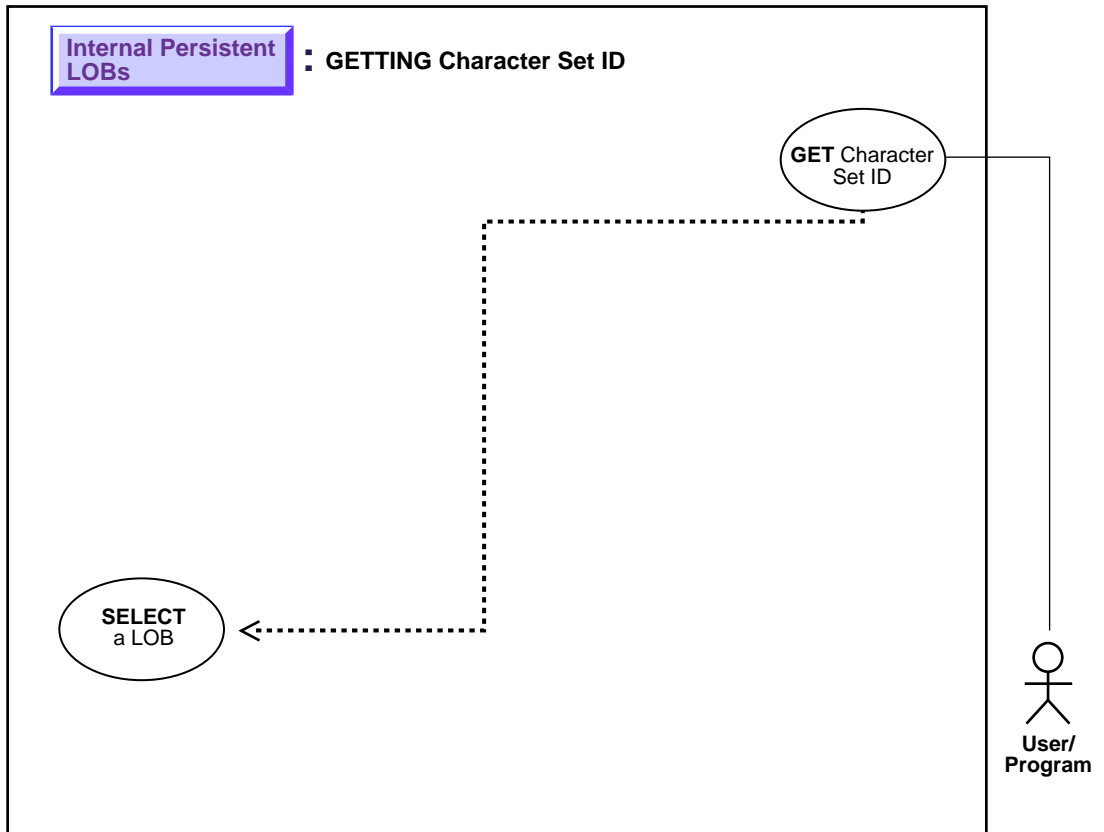 Internal Persistent
LOBs
: GETTING Character Set ID
GET Character
Set ID
SELECT
a LOB
User/
Program